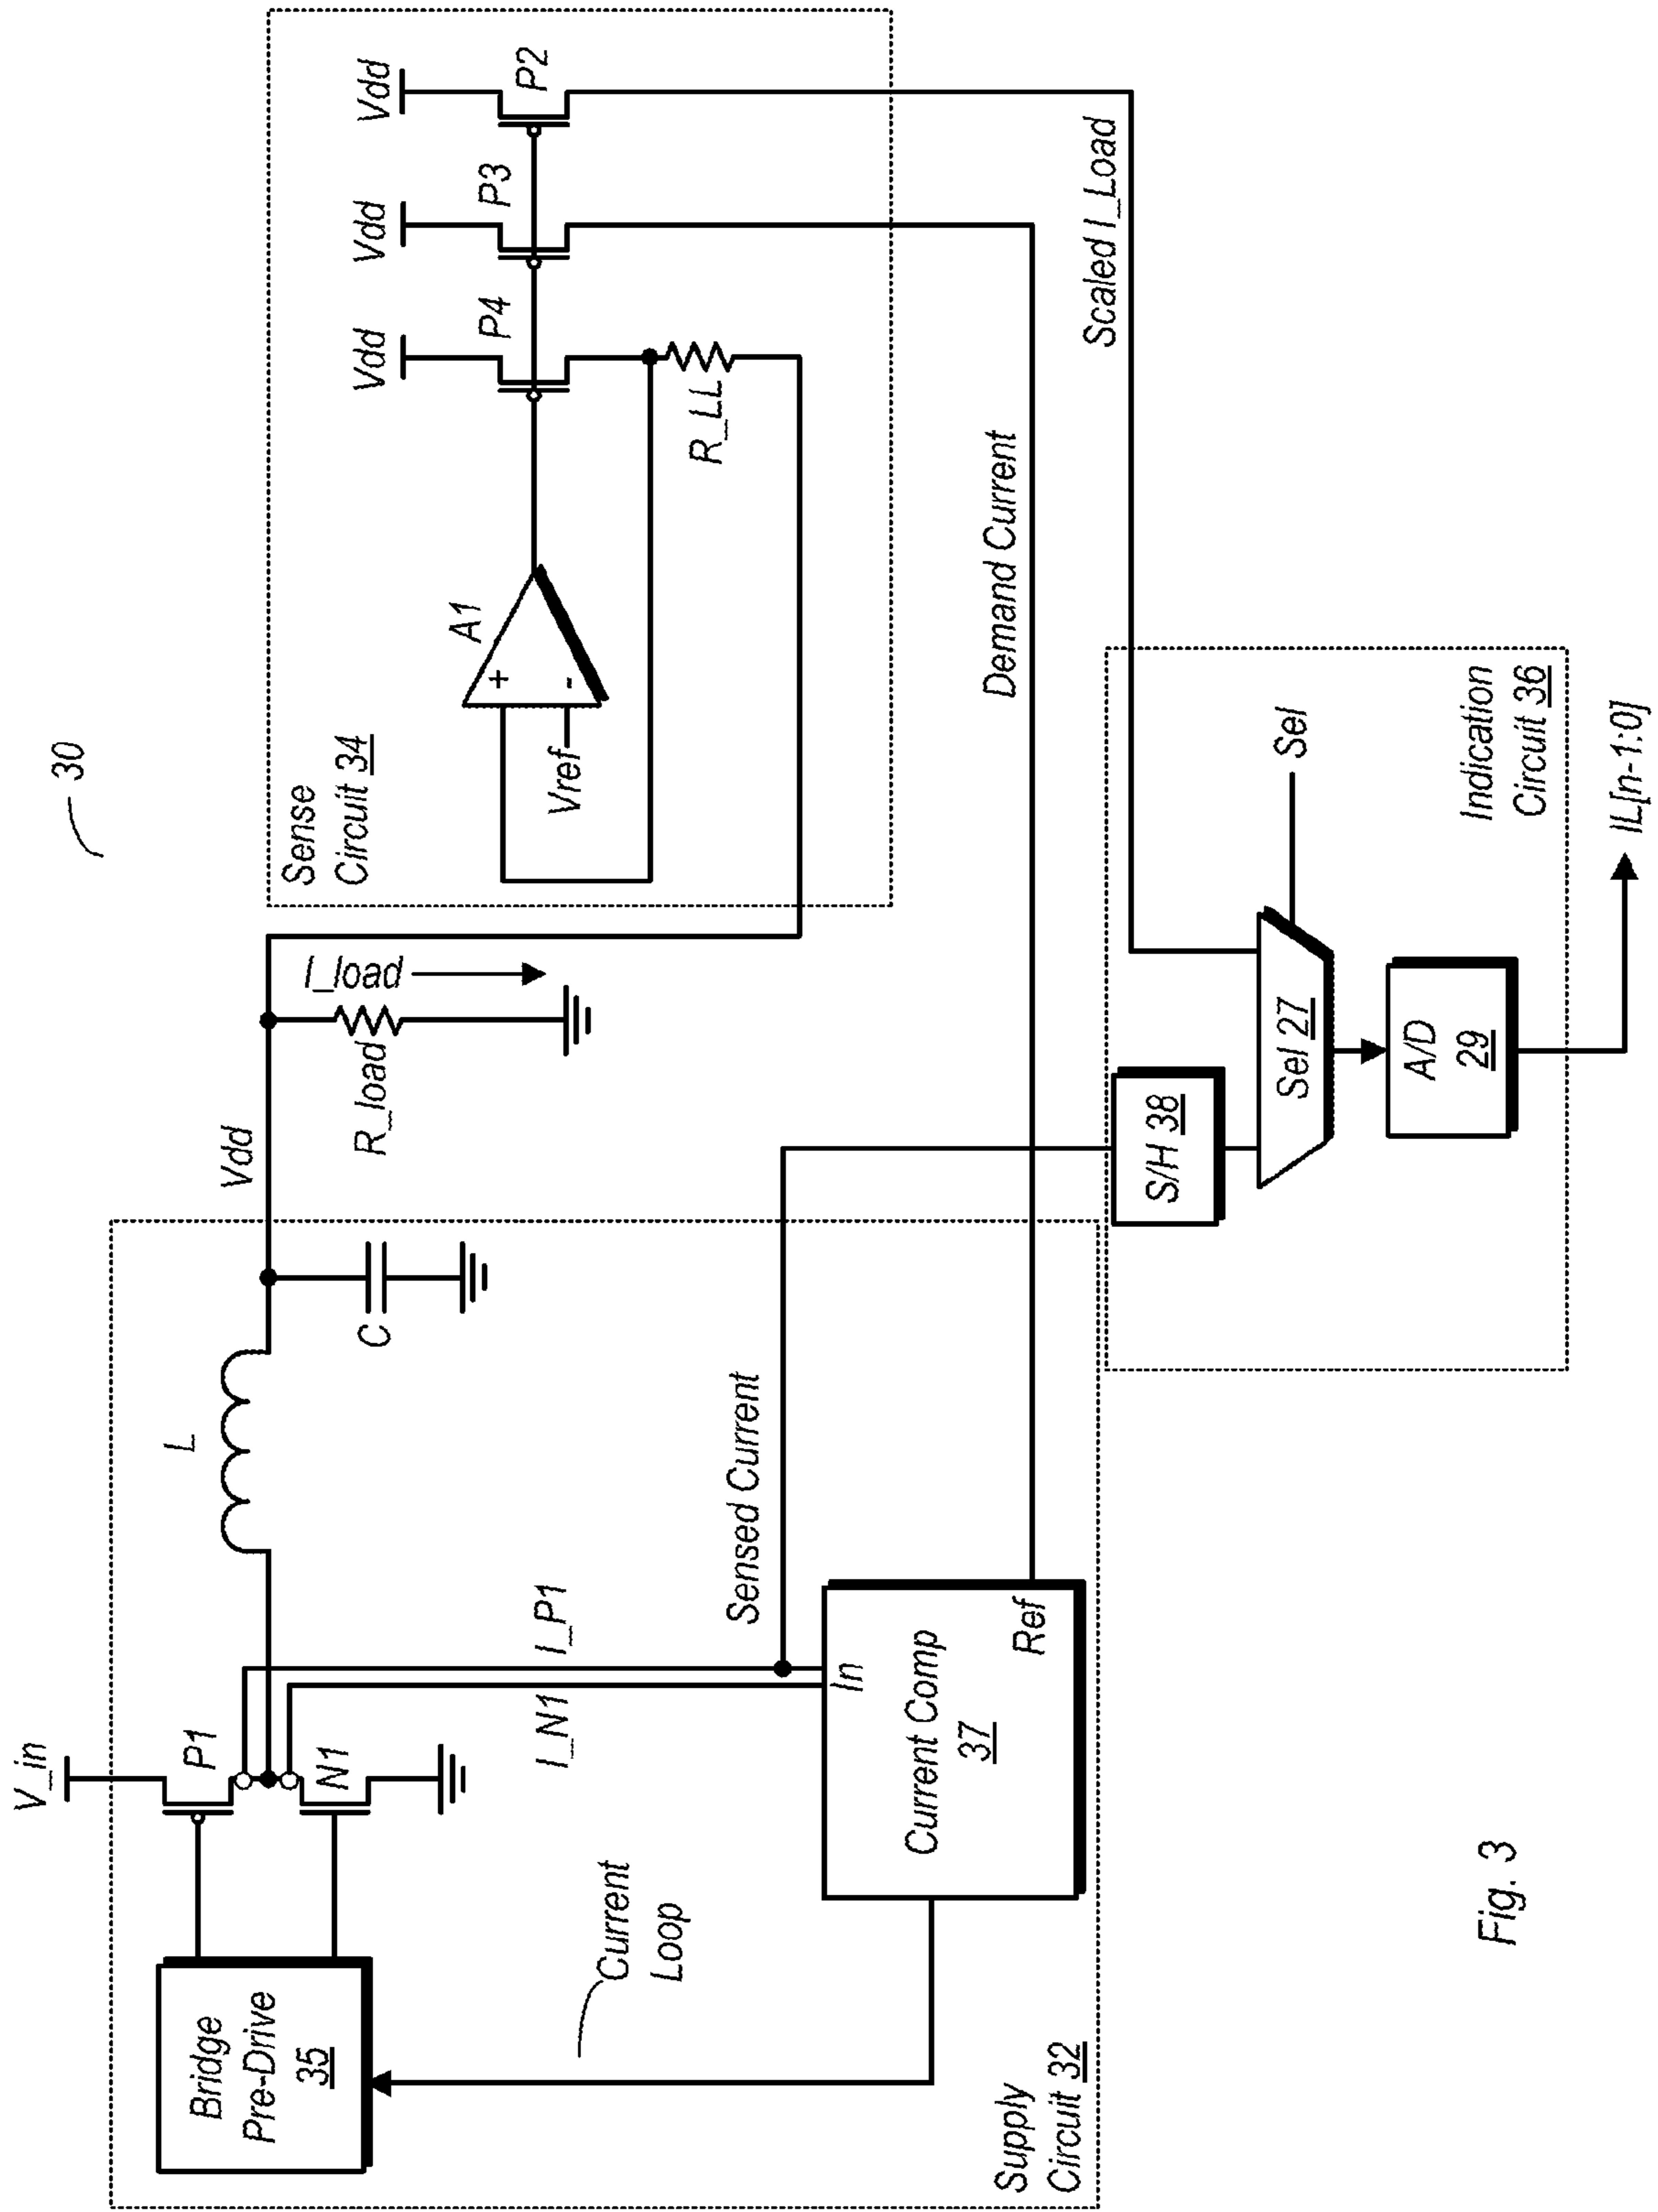 30
V_in
P1
N1
Bridge
Pre-Drive
35
Current
Loop
I_N1
I_P1
L
C
Vdd
R_load
I_load
Sensed Current
In
Current Comp
37
Ref
Supply
Circuit 32
Sense
Circuit 34
A1
+
-
Vref
Vdd
P4
Vdd
P3
Vdd
P2
R_LL
Demand Current
Scaled I_Load
S/H 38
Sel 27
Sel
A/D
29
Indication
Circuit 36
IL[n-1:0]
Fig. 3